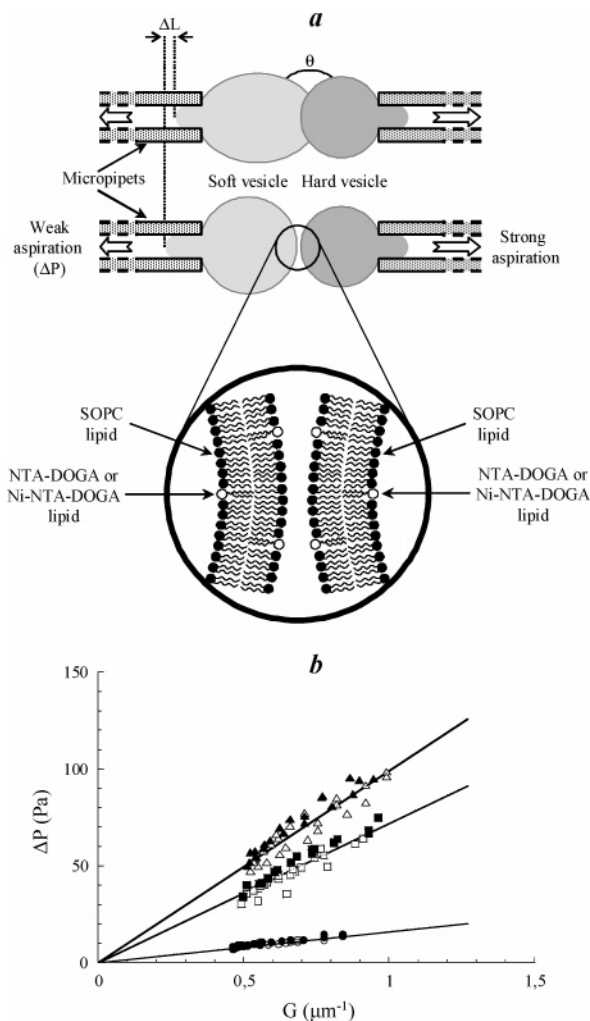 a
ΔL
θ
Micropipets
Soft vesicle
Hard vesicle
Weak
aspiration
(ΔP)
Strong
aspiration
SOPC
lipid
SOPC
lipid
NTA-DOGA or
Ni-NTA-DOGA
lipid
NTA-DOGA or
Ni-NTA-DOGA
lipid
b
150
100
50
0
ΔP (Pa)
0
0,5
1
1,5
G (μm⁻¹)